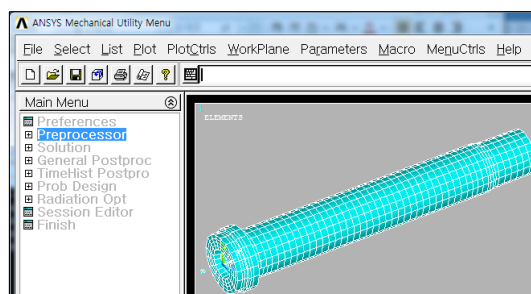 ANSYS Mechanical Utility Menu
File Select List Plot PlotCtrls WorkPlane Parameters Macro MenuCtrls Help
Main Menu
ELEMENTS
Preferences
Preprocessor
Solution
General Postproc
TimeHist Postpro
Prob Design
Radiation Opt
Session Editor
Finish